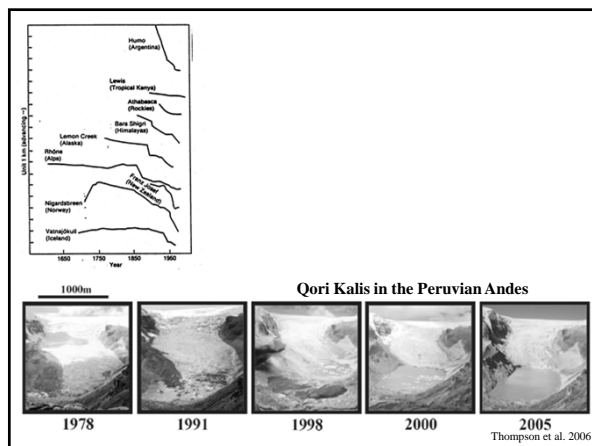 Humo
(Argentina)
Lewis
(Tropical Kenya)
Athabasca
(Rockies)
Bara Shigri
(Himalayas)
Lemon Creek
(Alaska)
Rhône
(Alps)
Franz Josef
(New Zealand)
Nigardsbreen
(Norway)
Vatnajökull
(Iceland)
Unit 1 km (advancing →)
1650
1750
1850
1950
Year
1000m
Qori Kalis in the Peruvian Andes
1978
1991
1998
2000
2005
Thompson et al. 2006